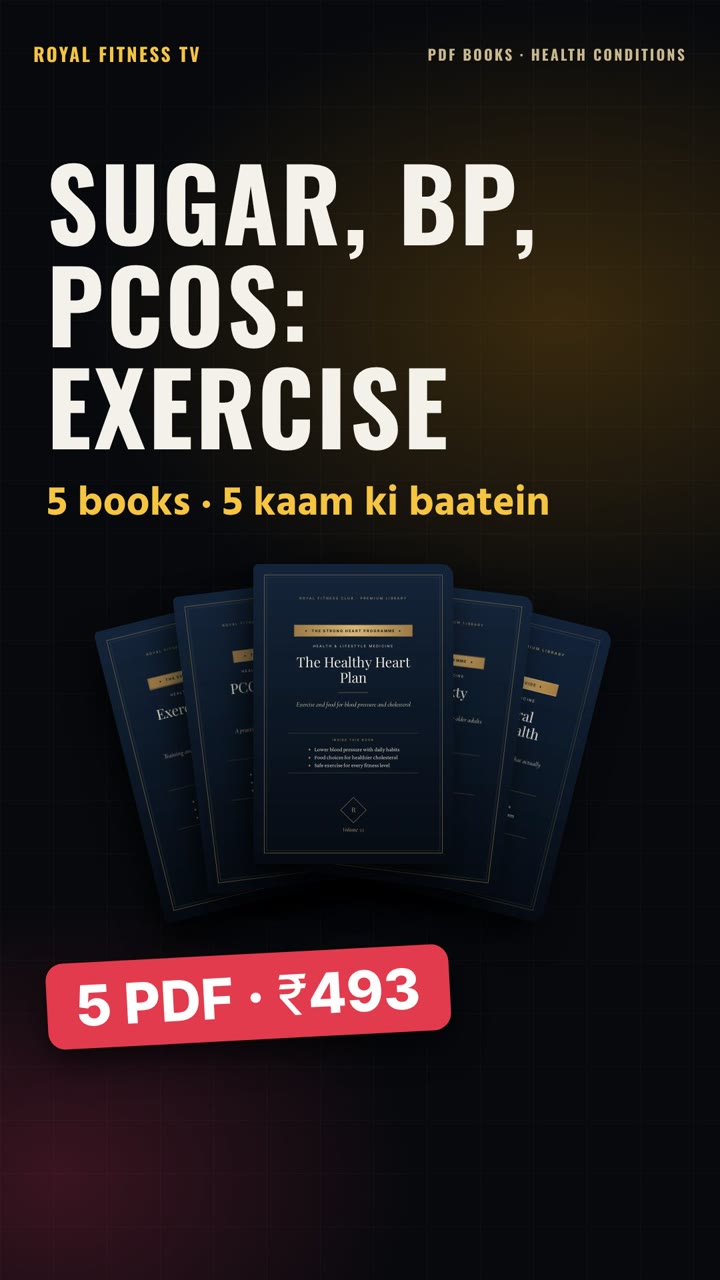 ROYAL FITNESS TV
PDF BOOKS · HEALTH CONDITIONS
SUGAR, BP,
PCOS:
EXERCISE
5 books · 5 kaam ki baatein
ROYAL FITNESS CLUB · PREMIUM LIBRARY
THE STRONG HEART PROGRAMME
HEALTH & LIFESTYLE MEDICINE
The Healthy Heart
Plan
Exercise and food for blood pressure and cholesterol
INSIDE THIS BOOK
• Lower blood pressure with daily habits
• Food choices for healthier cholesterol
• Safe exercise for every fitness level
R
5 PDF · ₹493